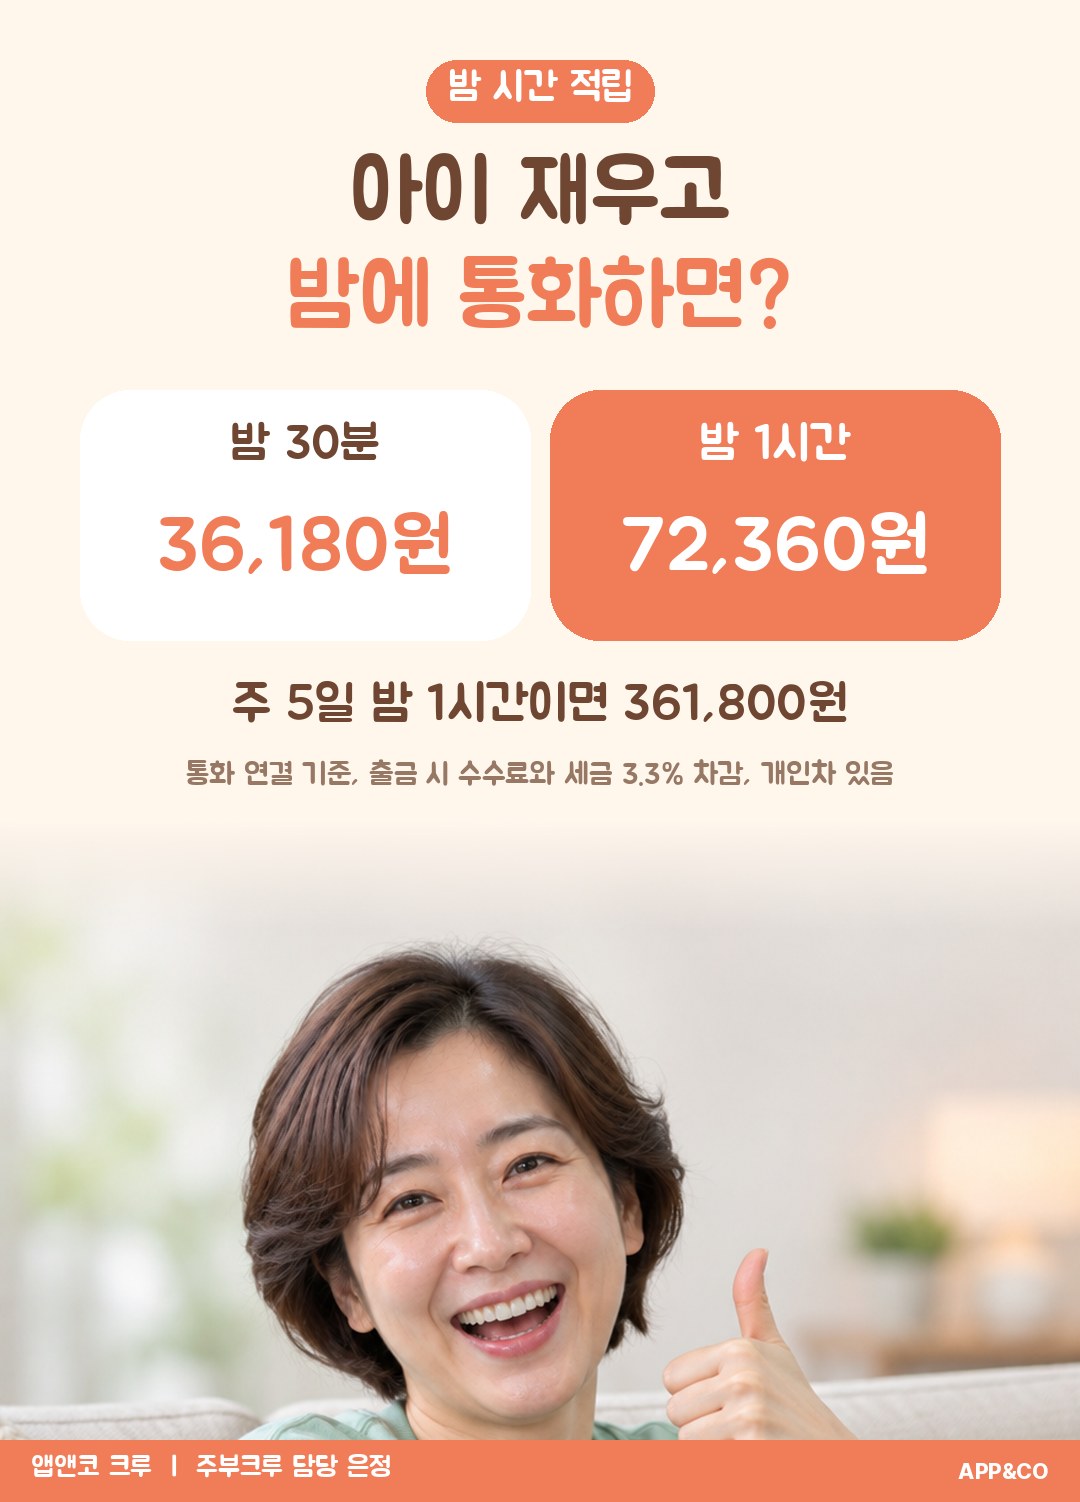 밤 시간 적립
아이 재우고
밤에 통화하면?
밤 30분
36,180원
밤 1시간
72,360원
주 5일 밤 1시간이면 361,800원
통화 연결 기준, 출금 시 수수료와 세금 3.3% 차감, 개인차 있음
앱앤코 크루 | 주부크루 담당 은정
APP&CO